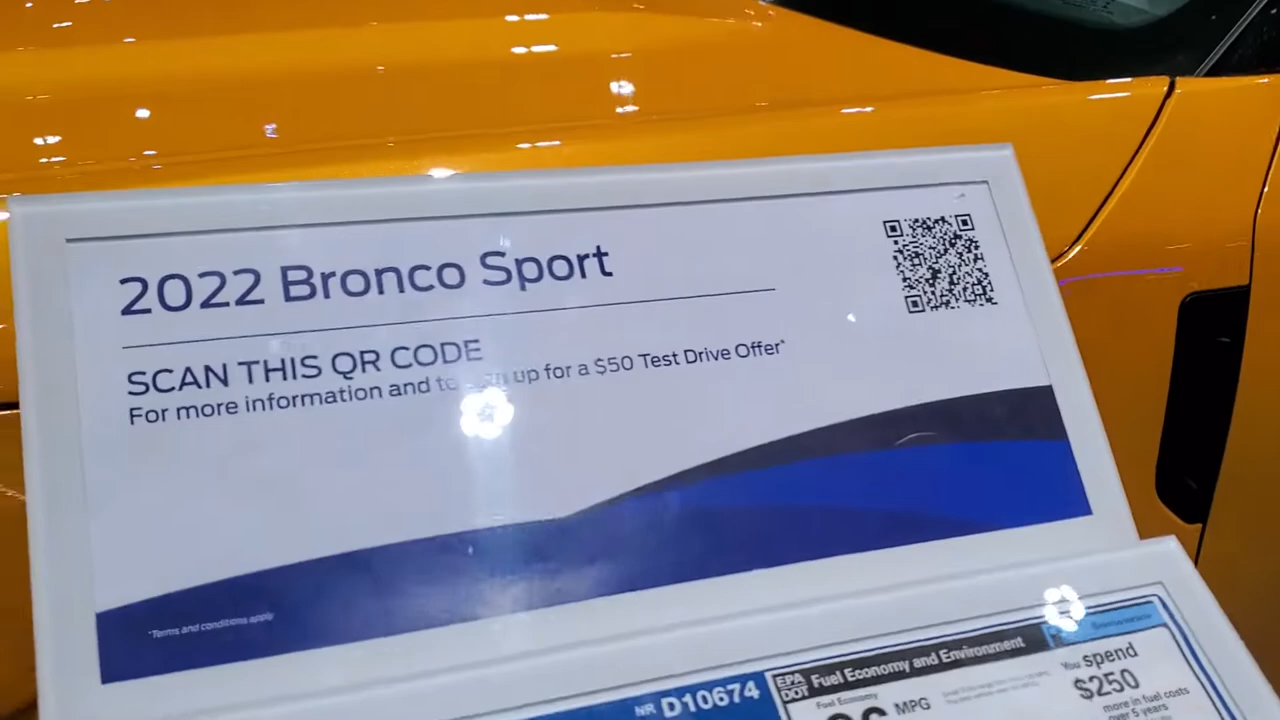 2022 Bronco Sport
SCAN THIS QR CODE
For more information and to up for a $50 Test Drive Offer*
*Terms and conditions apply
NR D10674
EPA
DOT
Fuel Economy and Environment
Fuel Economy
MPG
You spend
$250
more in fuel costs
over 5 years